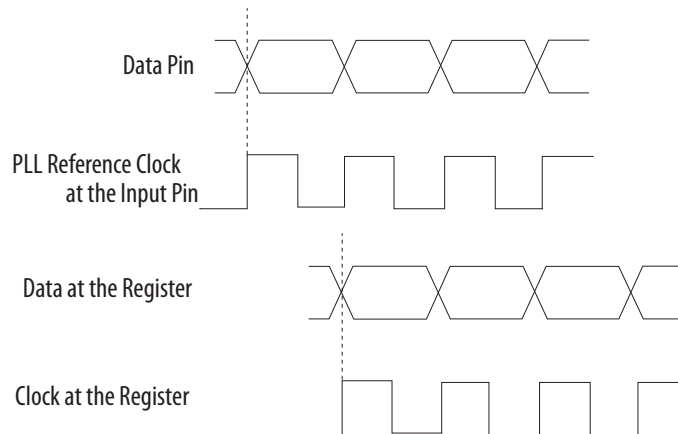 Data Pin
PLL Reference Clock
at the Input Pin
Data at the Register
Clock at the Register